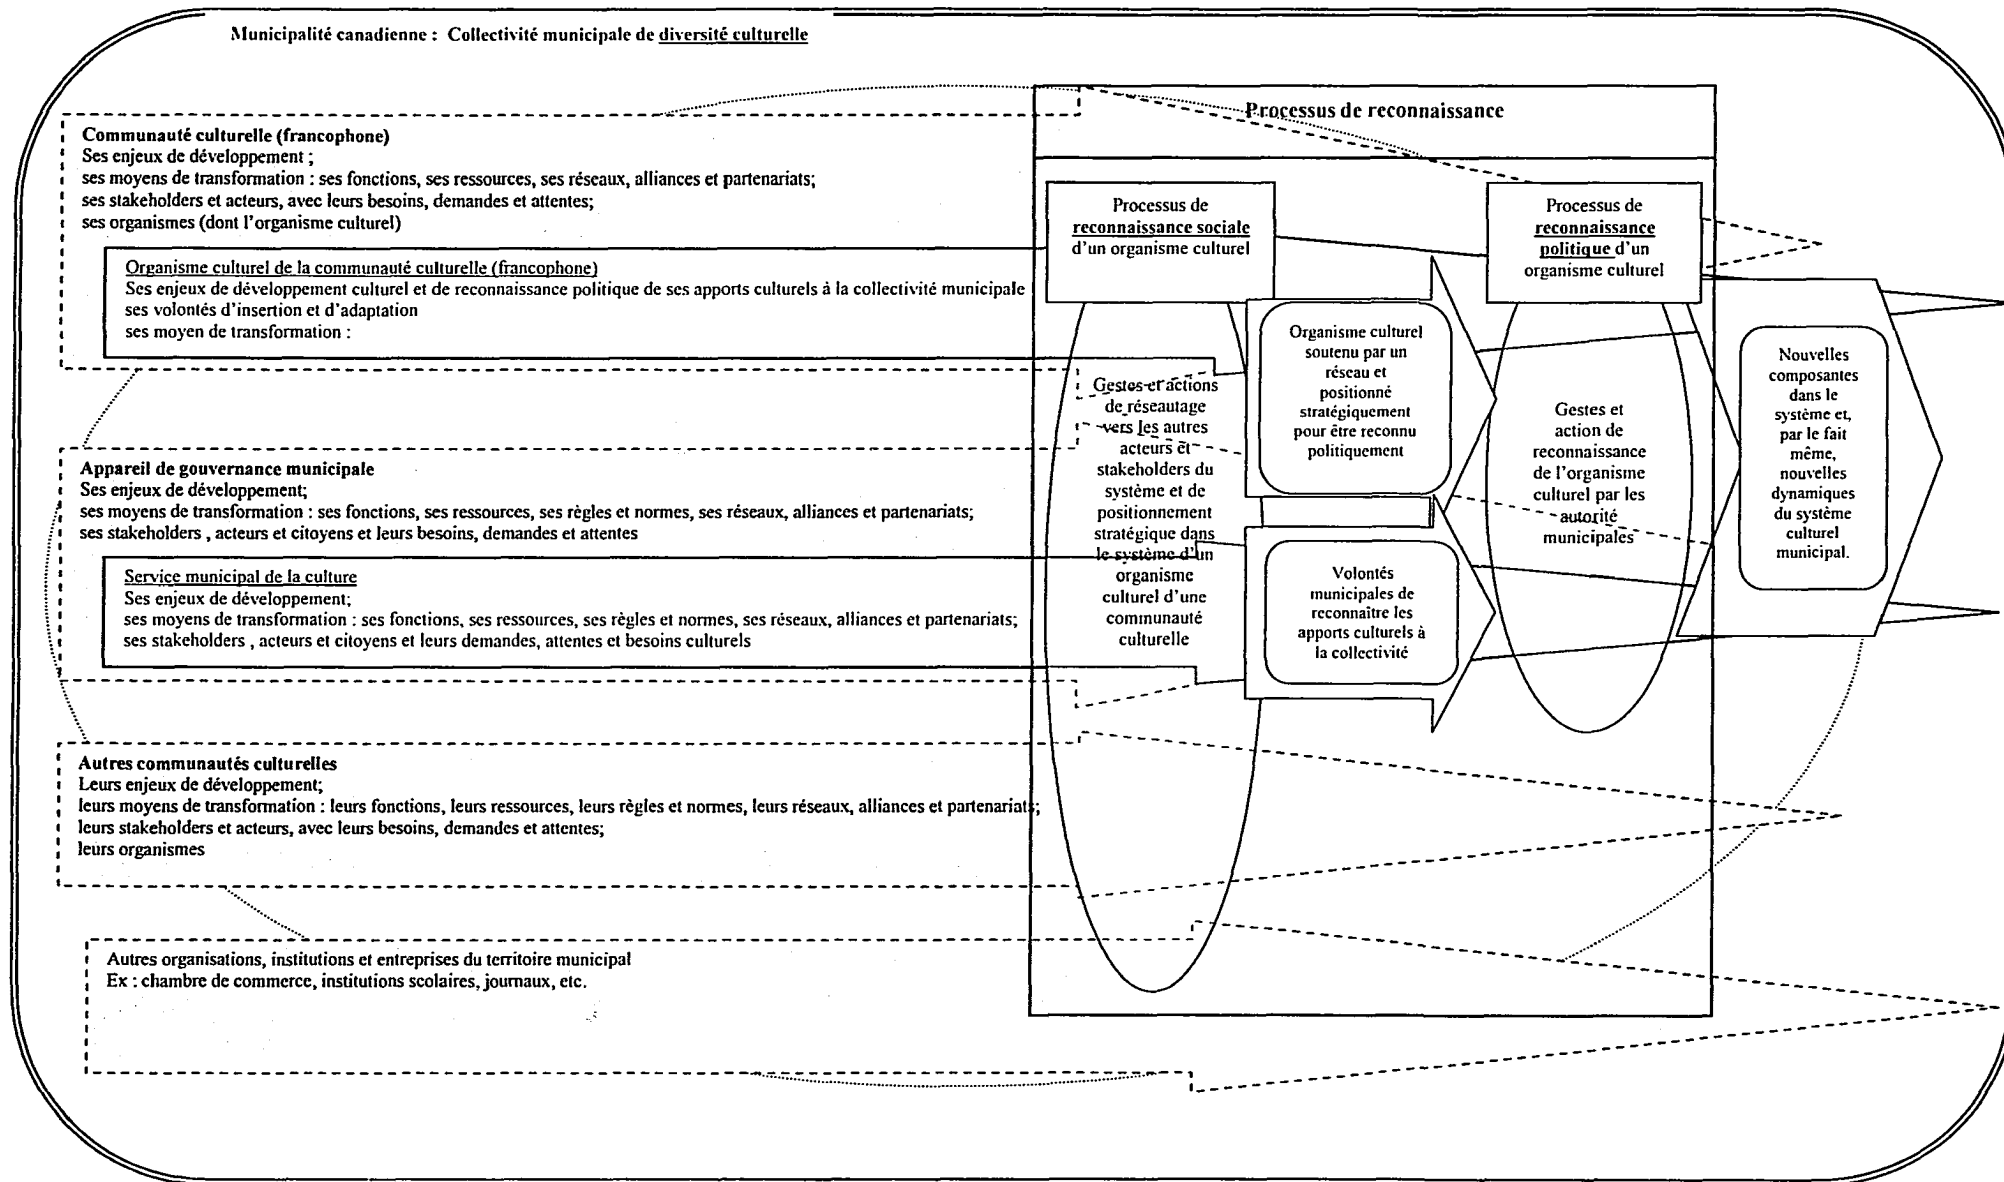 Municipalité canadienne : Collectivité municipale de diversité culturelle
Communauté culturelle (francophone)
Ses enjeux de développement ;
ses moyens de transformation : ses fonctions, ses ressources, ses réseaux, alliances et partenariats;
ses stakeholders et acteurs, avec leurs besoins, demandes et attentes;
ses organismes (dont l'organisme culturel)
Organisme culturel de la communauté culturelle (francophone)
Ses enjeux de développement culturel et de reconnaissance politique de ses apports culturels à la collectivité municipale
ses volontés d'insertion et d'adaptation
ses moyen de transformation :
Appareil de gouvernance municipale
Ses enjeux de développement;
ses moyens de transformation : ses fonctions, ses ressources, ses règles et normes, ses réseaux, alliances et partenariats;
ses stakeholders , acteurs et citoyens et leurs besoins, demandes et attentes
Service municipal de la culture
Ses enjeux de développement;
ses moyens de transformation : ses fonctions, ses ressources, ses règles et normes, ses réseaux, alliances et partenariats;
ses stakeholders , acteurs et citoyens et leurs demandes, attentes et besoins culturels
Autres communautés culturelles
Leurs enjeux de développement;
leurs moyens de transformation : leurs fonctions, leurs ressources, leurs règles et normes, leurs réseaux, alliances et partenariats;
leurs stakeholders et acteurs, avec leurs besoins, demandes et attentes;
leurs organismes
Autres organisations, institutions et entreprises du territoire municipal
Ex : chambre de commerce, institutions scolaires, journaux, etc.
Processus de reconnaissance
Processus de
reconnaissance sociale
d'un organisme culturel
Gestes et actions
de réseautage
vers les autres
acteurs et
stakeholders du
système et de
positionnement
stratégique dans
le système d'un
organisme
culturel d'une
communauté
culturelle
Organisme culturel
soutenu par un
réseau et
positionné
stratégiquement
pour être reconnu
politiquement
Volontés
municipales de
reconnaître les
apports culturels à
la collectivité
Processus de
reconnaissance
politique d'un
organisme culturel
Gestes et
action de
reconnaissance
de l'organisme
culturel par les
autorité
municipales
Nouvelles
composantes
dans le
système et,
par le fait
même,
nouvelles
dynamiques
du système
culturel
municipal.